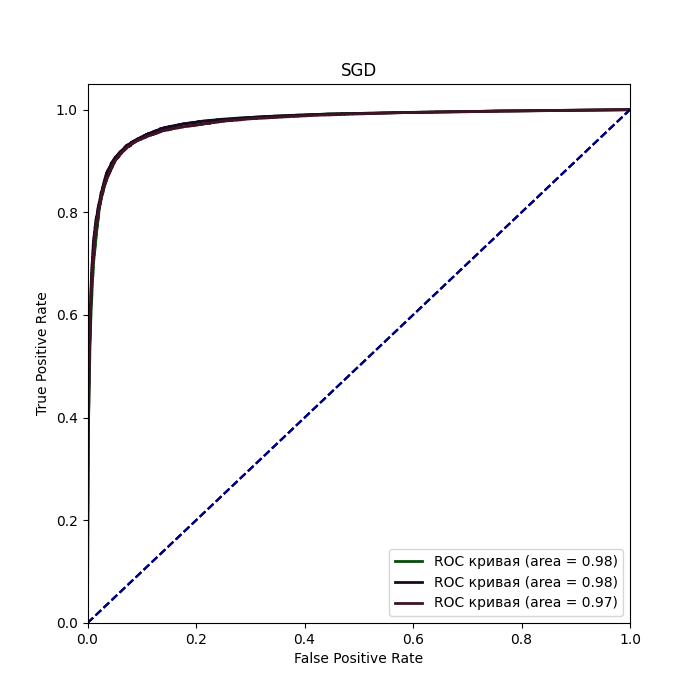 SGD
True Positive Rate
1.0
0.8
0.6
0.4
0.2
0.0
ROC кривая (area = 0.98)
ROC кривая (area = 0.98)
ROC кривая (area = 0.97)
0.0 0.2 0.4 0.6 0.8 1.0
False Positive Rate